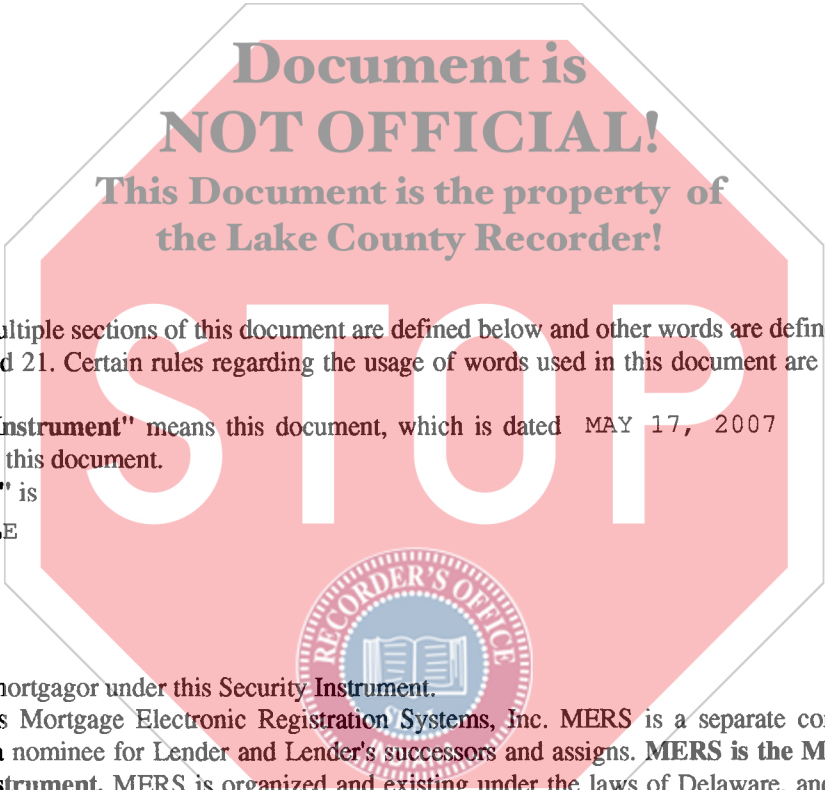 Document is
NOT OFFICIAL!
This Document is the property of
the Lake County Recorder!
STOP
ultiple sections of this document are defined below and other words are defin
d 21. Certain rules regarding the usage of words used in this document are
Instrument" means this document, which is dated MAY 17, 2007
this document.
" is
E
RECORDER'S OFFICE
nortgagor under this Security Instrument.
s Mortgage Electronic Registration Systems, Inc. MERS is a separate co
a nominee for Lender and Lender's successors and assigns. MERS is the M
strument. MERS is organized and existing under the laws of Delaware, and